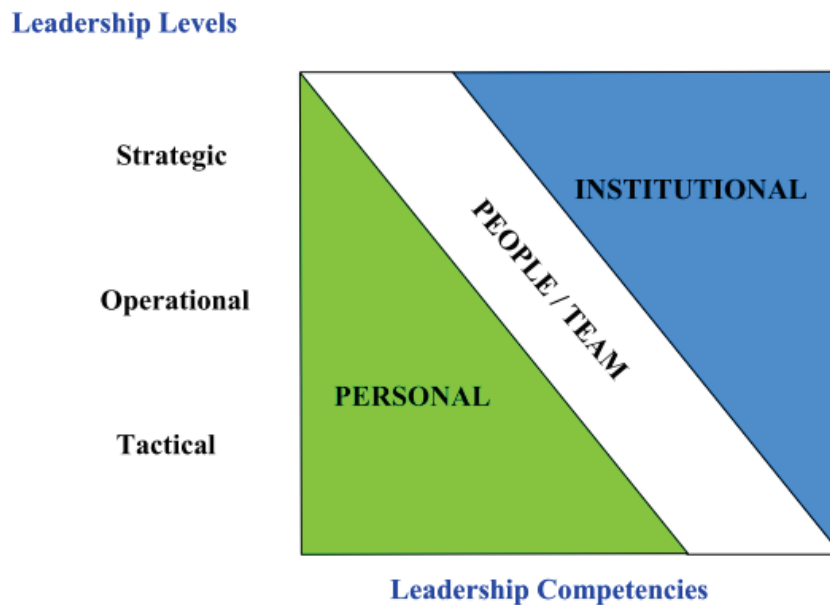 Leadership Levels
Strategic
INSTITUTIONAL
PEOPLE / TEAM
Operational
PERSONAL
Tactical
Leadership Competencies